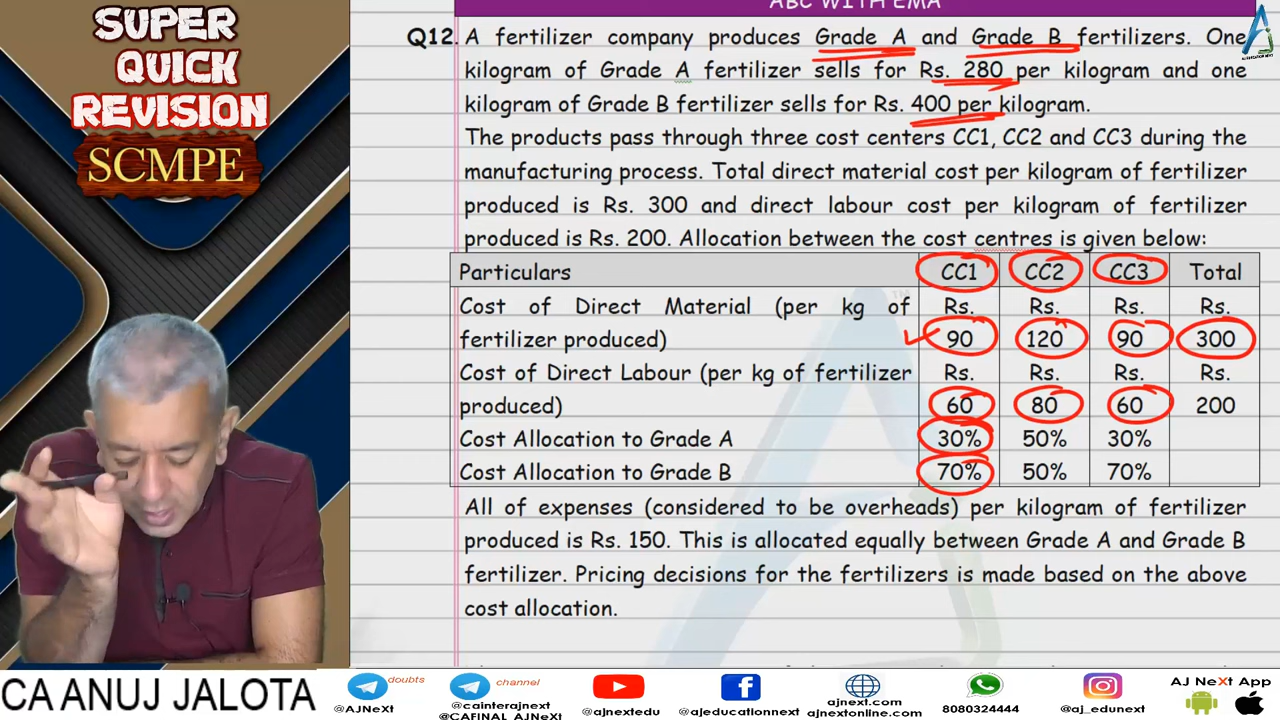 ABC WITH EMA
SUPER
QUICK
REVISION
SCMPE
Q12. A fertilizer company produces Grade A and Grade B fertilizers. One
kilogram of Grade A fertilizer sells for Rs. 280 per kilogram and one
kilogram of Grade B fertilizer sells for Rs. 400 per kilogram.
The products pass through three cost centers CC1, CC2 and CC3 during the
manufacturing process. Total direct material cost per kilogram of fertilizer
produced is Rs. 300 and direct labour cost per kilogram of fertilizer
produced is Rs. 200. Allocation between the cost centres is given below:
Particulars CC1 CC2 CC3 Total
Cost of Direct Material (per kg of Rs. Rs. Rs. Rs.
fertilizer produced) 90 120 90 300
Cost of Direct Labour (per kg of fertilizer Rs. Rs. Rs. Rs.
produced) 60 80 60 200
Cost Allocation to Grade A 30% 50% 30%
Cost Allocation to Grade B 70% 50% 70%
All of expenses (considered to be overheads) per kilogram of fertilizer
produced is Rs. 150. This is allocated equally between Grade A and Grade B
fertilizer. Pricing decisions for the fertilizers is made based on the above
cost allocation.
CA ANUJ JALOTA
doubts
@AJNeXt
channel
@cainterajnext
@CAFINAL_AJNeXt
@ajnextedu
@ajeducationnext
ajnext.com
ajnextonline.com
8080324444
@aj_edunext
AJ NeXt App